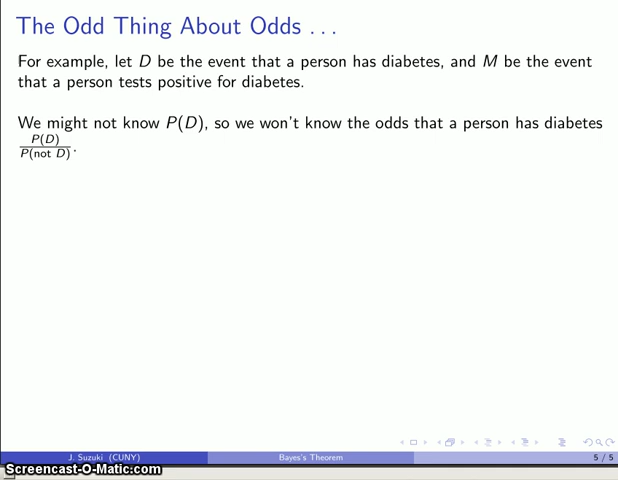 The Odd Thing About Odds ...
For example, let D be the event that a person has diabetes, and M be the event
that a person tests positive for diabetes.
We might not know P(D), so we won't know the odds that a person has diabetes
P(D)
P(not D).
J. Suzuki (CUNY)
Bayes's Theorem
5 / 5
Screencast-O-Matic.com